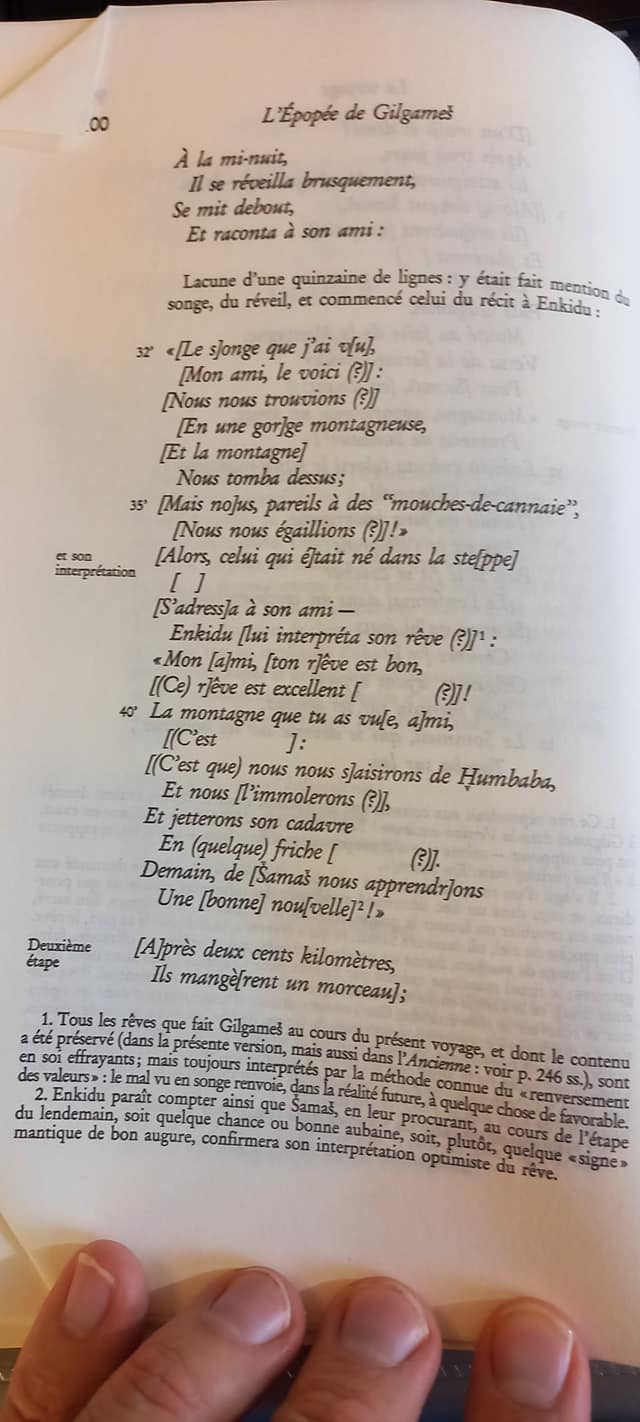 00
L'Épopée de Gilgameš
À la mi-nuit,
Il se réveilla brusquement,
Se mit debout,
Et raconta à son ami :
Lacune d'une quinzaine de lignes : y était fait mention du
songe, du réveil, et commencé celui du récit à Enkidu :
32' «[Le s]onge que j'ai v[u],
[Mon ami, le voici (?)] :
[Nous nous trouvions (?)]
[En une gor]ge montagneuse,
[Et la montagne]
Nous tomba dessus ;
35' [Mais no]us, pareils à des “mouches-de-cannaie”,
[Nous nous égaillions (?)] ! »
et son
interprétation
[Alors, celui qui é]tait né dans la ste[ppe]
[ ]
[S'adress]a à son ami —
Enkidu [lui interpréta son rêve (?)]¹ :
« Mon [a]mi, [ton r]êve est bon,
[(Ce) r]êve est excellent [ (?)] !
40' La montagne que tu as vu[e, a]mi,
[(C'est ] :
[(C'est que) nous nous s]aisirons de Ḫumbaba,
Et nous [l'immolerons (?)],
Et jetterons son cadavre
En (quelque) friche [ (?)].
Demain, de [Šamaš nous apprendr]ons
Une [bonne] nou[velle]² ! »
Deuxième
étape
[A]près deux cents kilomètres,
Ils mangè[rent un morceau] ;
1. Tous les rêves que fait Gilgameš au cours du présent voyage, et dont le contenu
a été préservé (dans la présente version, mais aussi dans l'Ancienne : voir p. 246 ss.), sont
en soi effrayants ; mais toujours interprétés par la méthode connue du « renversement
des valeurs » : le mal vu en songe renvoie, dans la réalité future, à quelque chose de favorable.
2. Enkidu paraît compter ainsi que Šamaš, en leur procurant, au cours de l'étape
du lendemain, soit quelque chance ou bonne aubaine, soit, plutôt, quelque « signe »
mantique de bon augure, confirmera son interprétation optimiste du rêve.